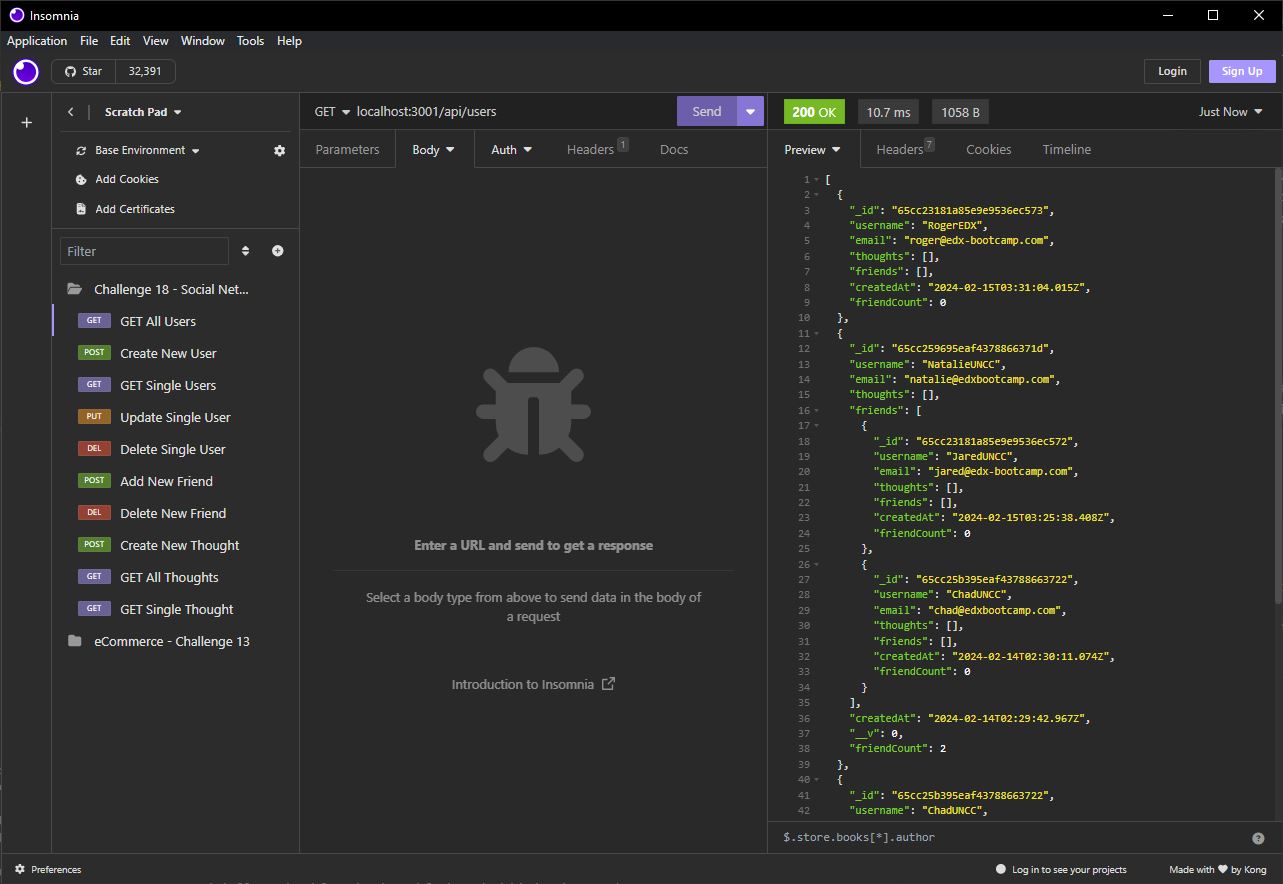 Insomnia
Application File Edit View Window Tools Help
Star 32,391
Login Sign Up
Scratch Pad
Base Environment
Add Cookies
Add Certificates
Filter
Challenge 18 - Social Net...
GET GET All Users
POST Create New User
GET GET Single Users
PUT Update Single User
DEL Delete Single User
POST Add New Friend
DEL Delete New Friend
POST Create New Thought
GET GET All Thoughts
GET GET Single Thought
eCommerce - Challenge 13
GET localhost:3001/api/users
Send
Parameters Body Auth Headers 1 Docs
Enter a URL and send to get a response
Select a body type from above to send data in the body of
a request
Introduction to Insomnia
200 OK 10.7 ms 1058 B Just Now
Preview Headers 7 Cookies Timeline
1 [
2 {
3 "_id": "65cc23181a85e9e9536ec573",
4 "username": "RogerEDX",
5 "email": "roger@edx-bootcamp.com",
6 "thoughts": [],
7 "friends": [],
8 "createdAt": "2024-02-15T03:31:04.015Z",
9 "friendCount": 0
10 },
11 {
12 "_id": "65cc259695eaf4378866371d",
13 "username": "NatalieUNCC",
14 "email": "natalie@edxbootcamp.com",
15 "thoughts": [],
16 "friends": [
17 {
18 "_id": "65cc23181a85e9e9536ec572",
19 "username": "JaredUNCC",
20 "email": "jared@edx-bootcamp.com",
21 "thoughts": [],
22 "friends": [],
23 "createdAt": "2024-02-15T03:25:38.408Z",
24 "friendCount": 0
25 },
26 {
27 "_id": "65cc25b395eaf43788663722",
28 "username": "ChadUNCC",
29 "email": "chad@edxbootcamp.com",
30 "thoughts": [],
31 "friends": [],
32 "createdAt": "2024-02-14T02:30:11.074Z",
33 "friendCount": 0
34 }
35 ],
36 "createdAt": "2024-02-14T02:29:42.967Z",
37 "__v": 0,
38 "friendCount": 2
39 },
40 {
41 "_id": "65cc25b395eaf43788663722",
42 "username": "ChadUNCC",
$.store.books[*].author
Preferences
Log in to see your projects
Made with ♥ by Kong